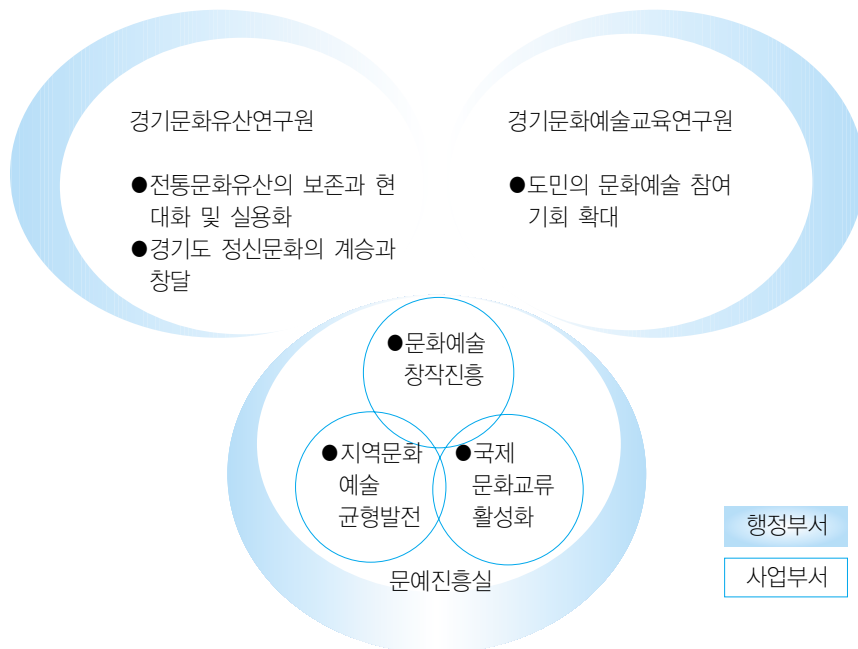 경기문화유산연구원
●전통문화유산의 보존과 현
대화 및 실용화
●경기도 정신문화의 계승과
창달
경기문화예술교육연구원
●도민의 문화예술 참여
기회 확대
●문화예술
창작진흥
●지역문화
예술
균형발전
●국제
문화교류
활성화
문예진흥실
행정부서
사업부서